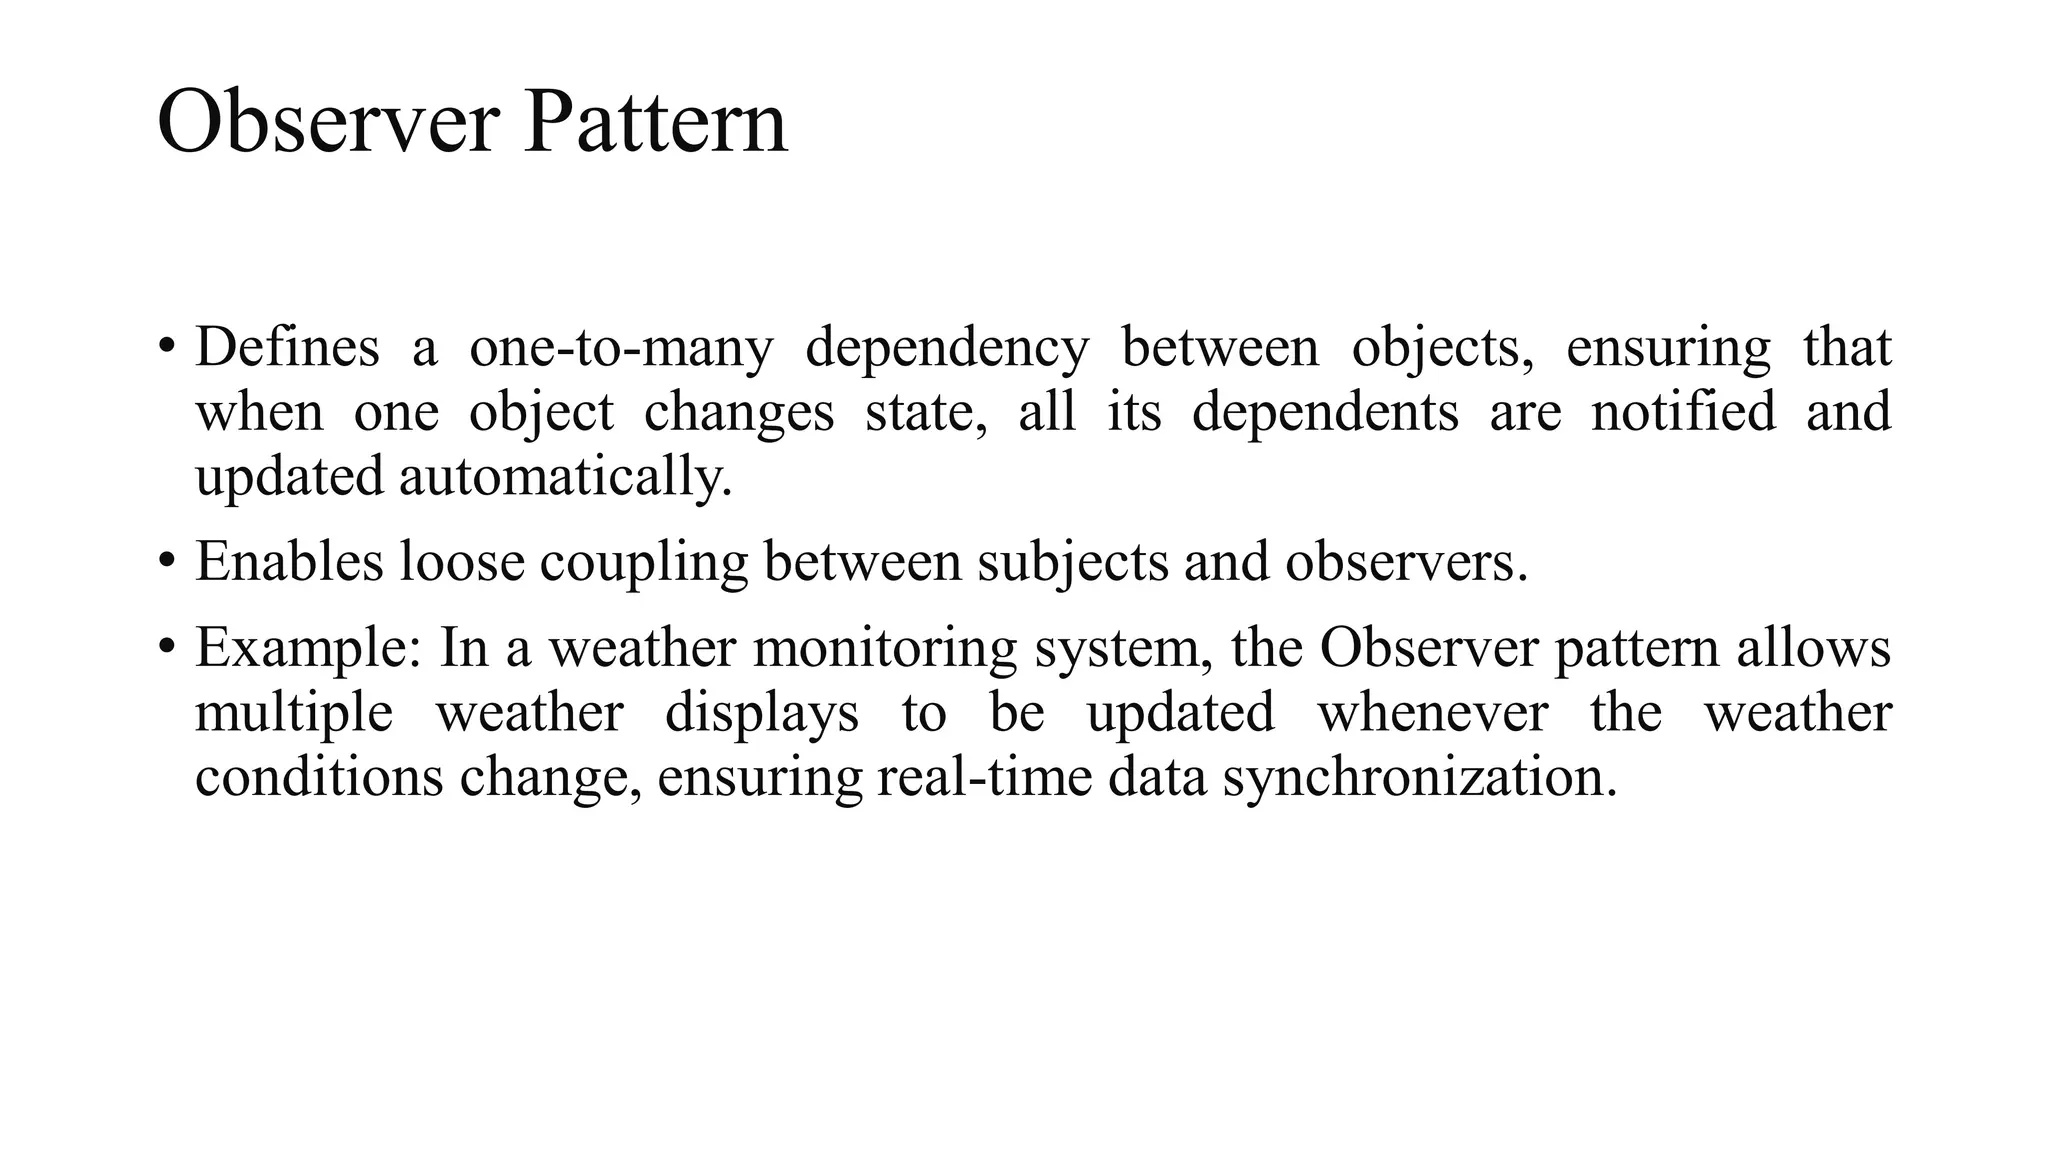 Observer Pattern
• Defines a one-to-many dependency between objects, ensuring that
when one object changes state, all its dependents are notified and
updated automatically.
• Enables loose coupling between subjects and observers.
• Example: In a weather monitoring system, the Observer pattern allows
multiple weather displays to be updated whenever the weather
conditions change, ensuring real-time data synchronization.